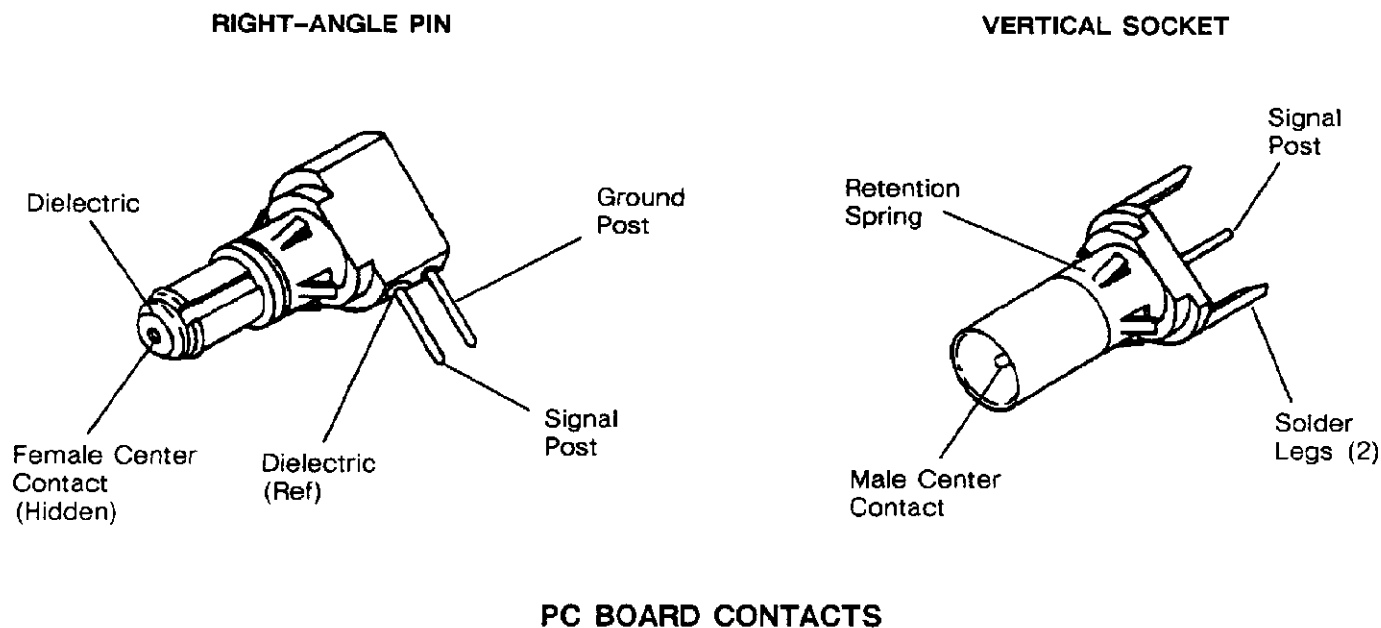 RIGHT–ANGLE PIN
Dielectric
Ground
Post
Signal
Post
Dielectric
(Ref)
Female Center
Contact
(Hidden)
VERTICAL SOCKET
Signal
Post
Retention
Spring
Solder
Legs (2)
Male Center
Contact
PC BOARD CONTACTS